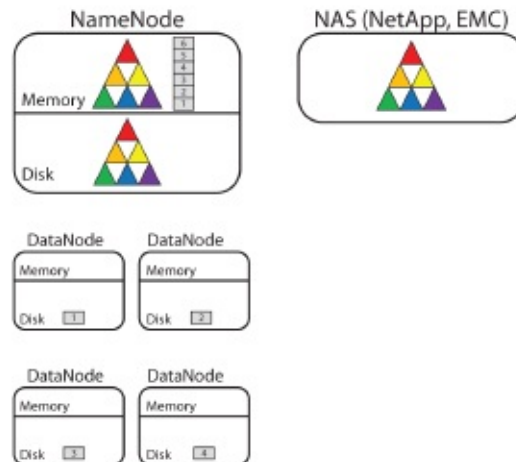 NameNode
NAS (NetApp, EMC)
6
5
4
3
2
1
Memory
Disk
DataNode DataNode
Memory Memory
Disk 1 Disk 2
DataNode DataNode
Memory Memory
Disk 3 Disk 4